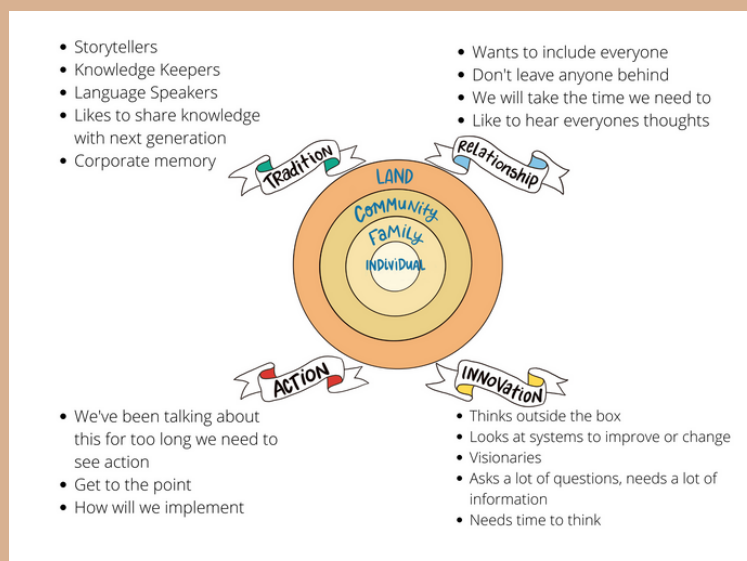 • Storytellers
• Knowledge Keepers
• Language Speakers
• Likes to share knowledge
with next generation
• Corporate memory
• Wants to include everyone
• Don't leave anyone behind
• We will take the time we need to
• Like to hear everyones thoughts
TRadition
RelationShip
LAND
CoMMuNity
FaMiLy
INDiViDUAL
ACTION
INNOVatioN
• We've been talking about
this for too long we need to
see action
• Get to the point
• How will we implement
• Thinks outside the box
• Looks at systems to improve or change
• Visionaries
• Asks a lot of questions, needs a lot of
information
• Needs time to think